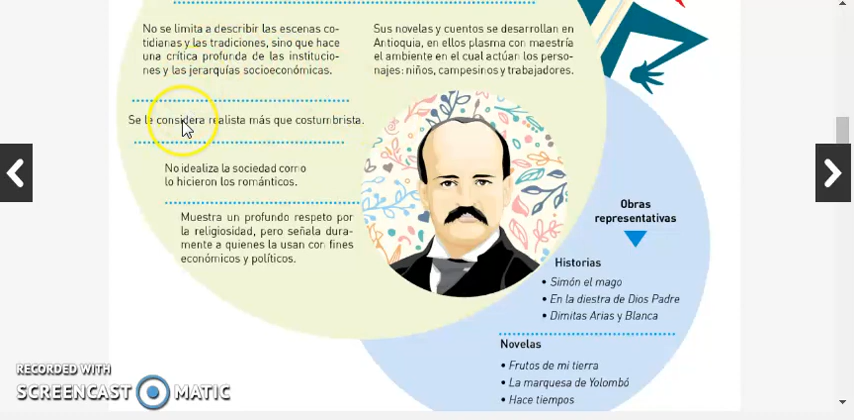 No se limita a describir las escenas co-
tidianas y las tradiciones, sino que hace
una crítica profunda de las institucio-
nes y las jerarquías socioeconómicas.
Se le considera realista más que costumbrista.
No idealiza la sociedad como
lo hicieron los románticos.
Muestra un profundo respeto por
la religiosidad, pero señala dura-
mente a quienes la usan con fines
económicos y políticos.
Sus novelas y cuentos se desarrollan en
Antioquia, en ellos plasma con maestría
el ambiente en el cual actúan los perso-
najes: niños, campesinos y trabajadores.
Obras
representativas
Historias
• Simón el mago
• En la diestra de Dios Padre
• Dimitas Arias y Blanca
Novelas
• Frutos de mi tierra
• La marquesa de Yolombó
• Hace tiempos
RECORDED WITH
SCREENCAST MATIC